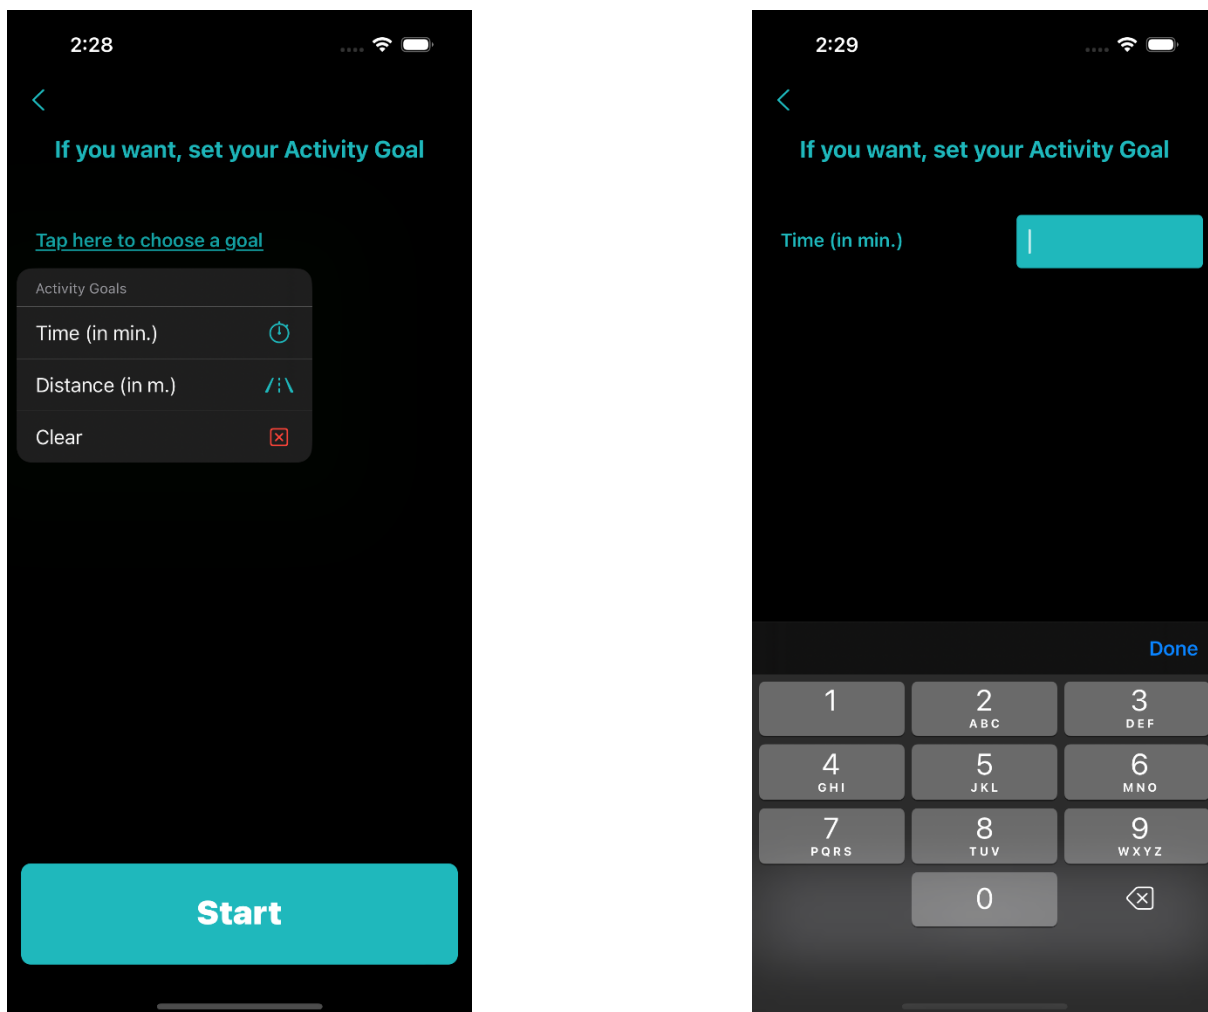 2:28
If you want, set your Activity Goal
Tap here to choose a goal
Activity Goals
Time (in min.)
Distance (in m.)
Clear
Start
2:29
If you want, set your Activity Goal
Time (in min.)
Done
1 2 3
ABC DEF
4 5 6
GHI JKL MNO
7 8 9
PQRS TUV WXYZ
0